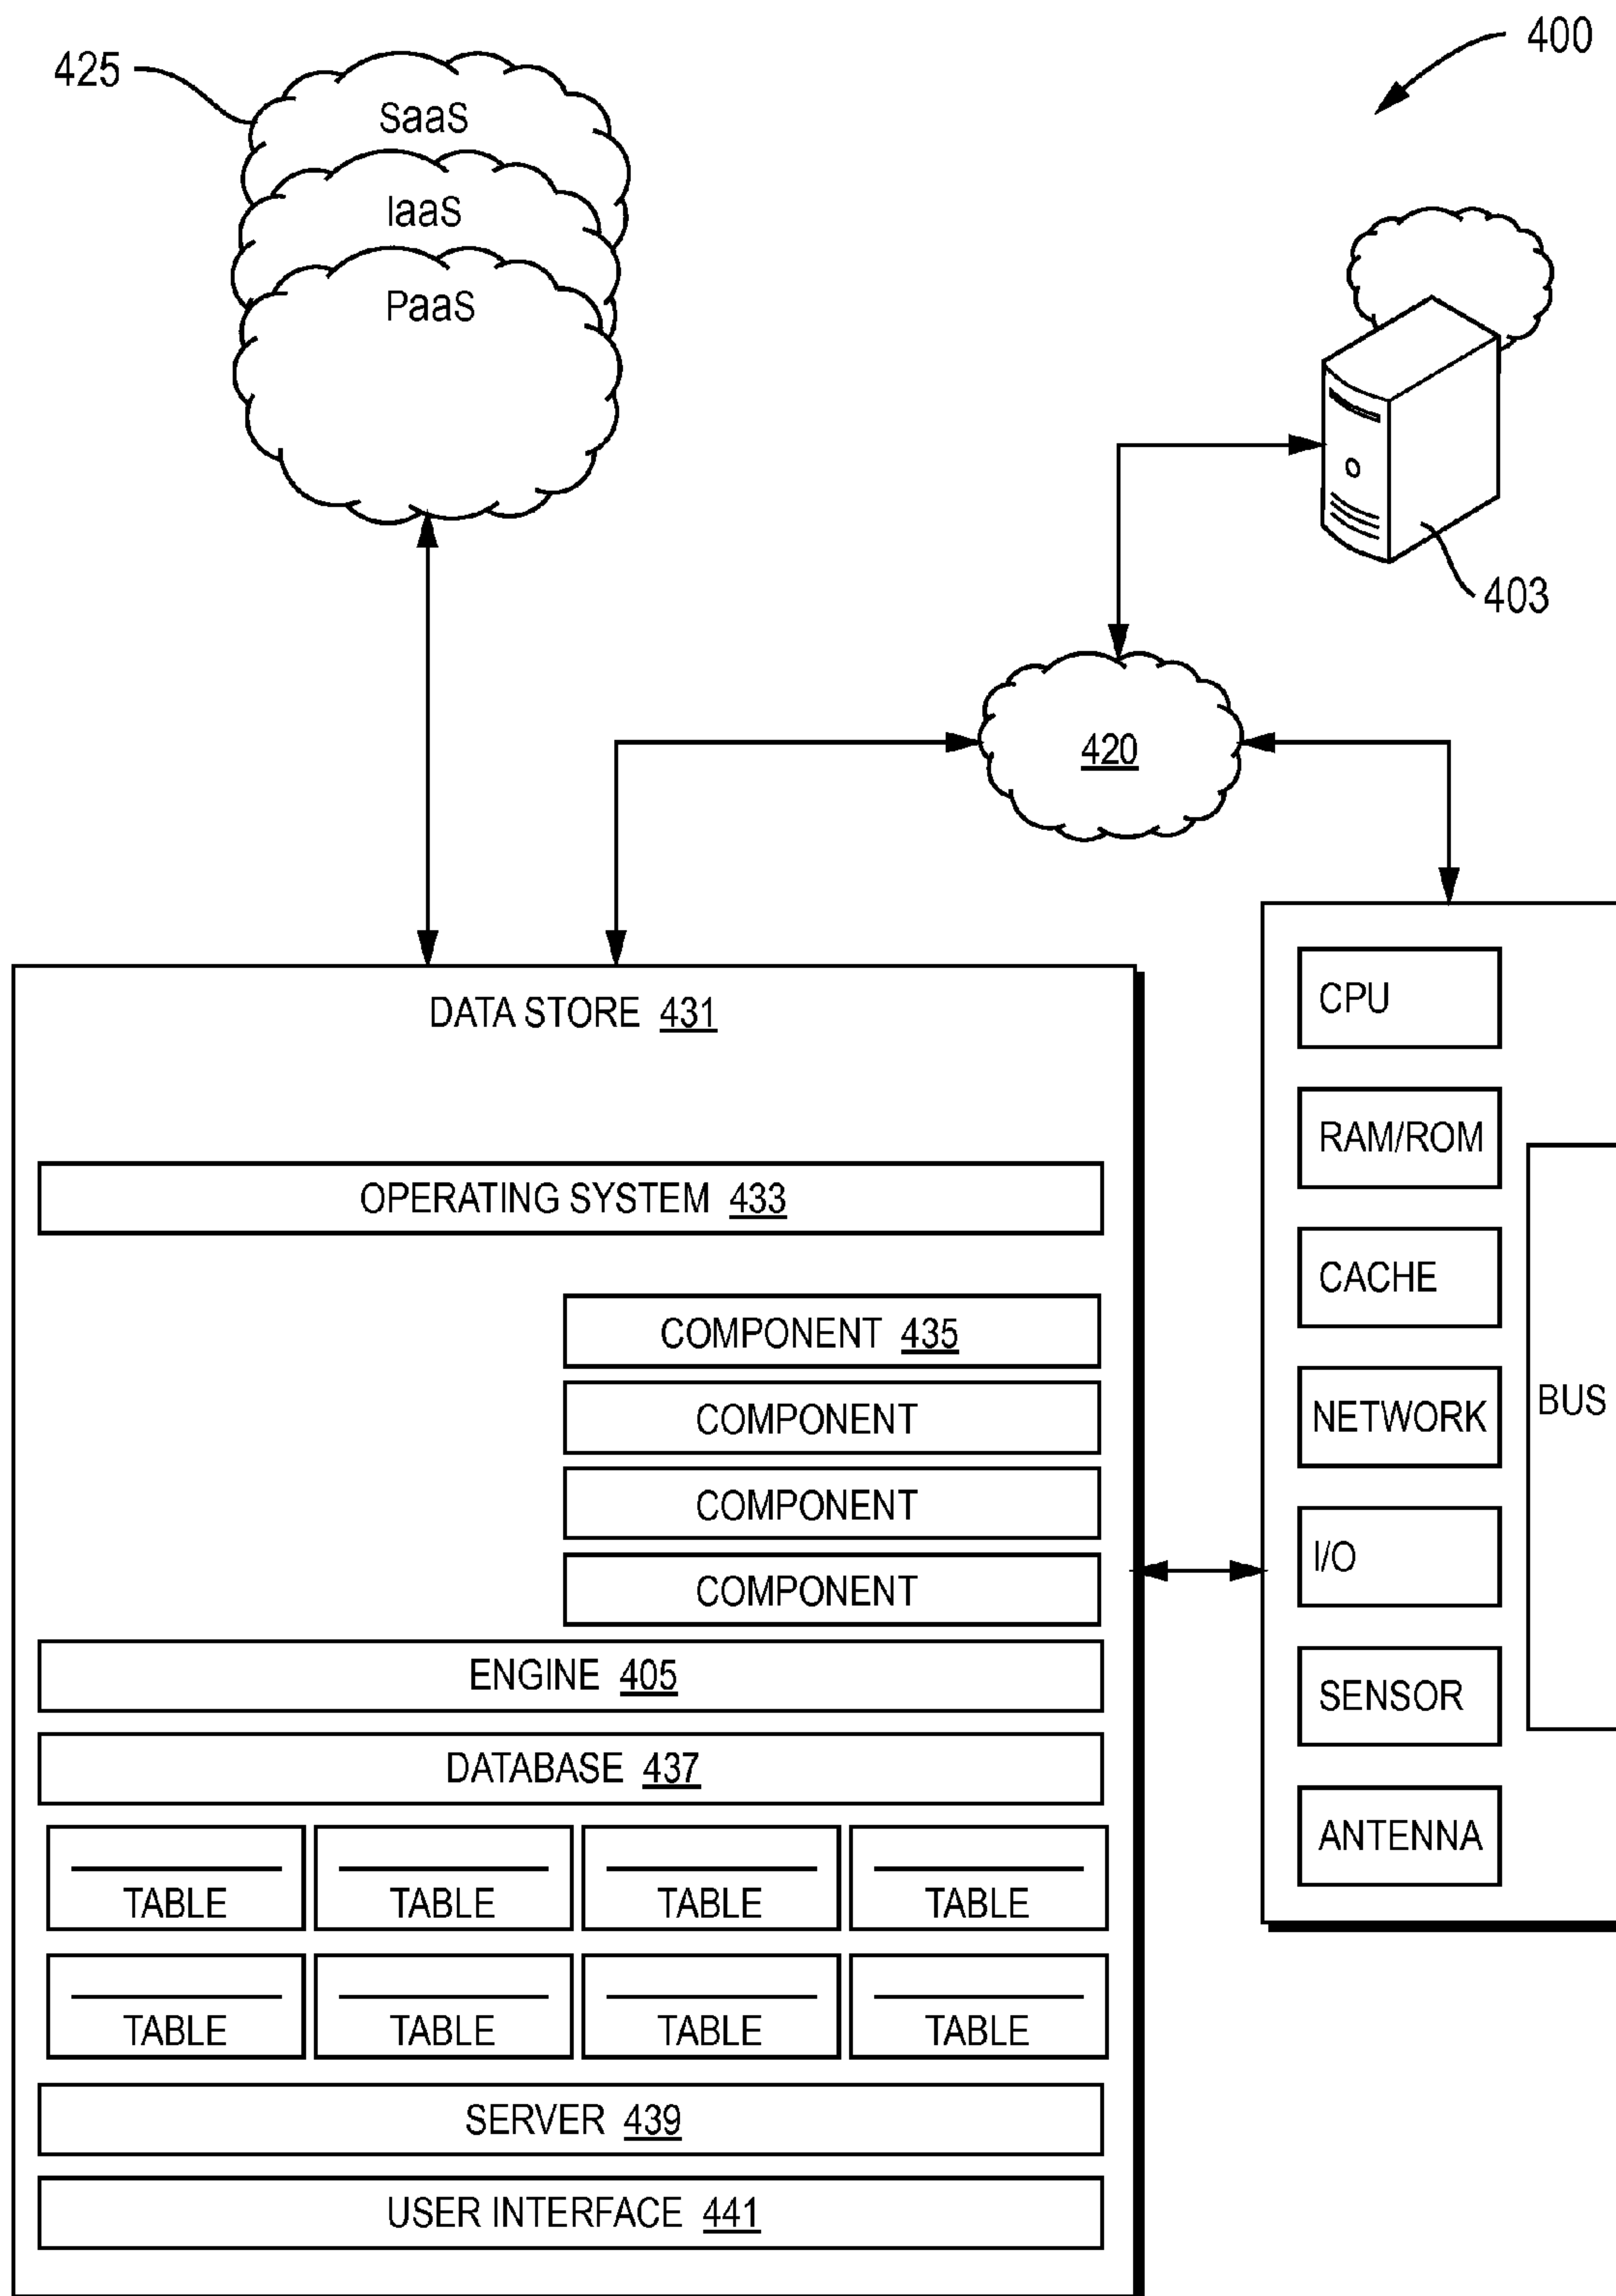 400
425
SaaS
IaaS
PaaS
403
420
DATA STORE 431
OPERATING SYSTEM 433
COMPONENT 435
COMPONENT
COMPONENT
COMPONENT
ENGINE 405
DATABASE 437
TABLE TABLE TABLE TABLE
TABLE TABLE TABLE TABLE
SERVER 439
USER INTERFACE 441
CPU
RAM/ROM
CACHE
NETWORK
I/O
SENSOR
ANTENNA
BUS